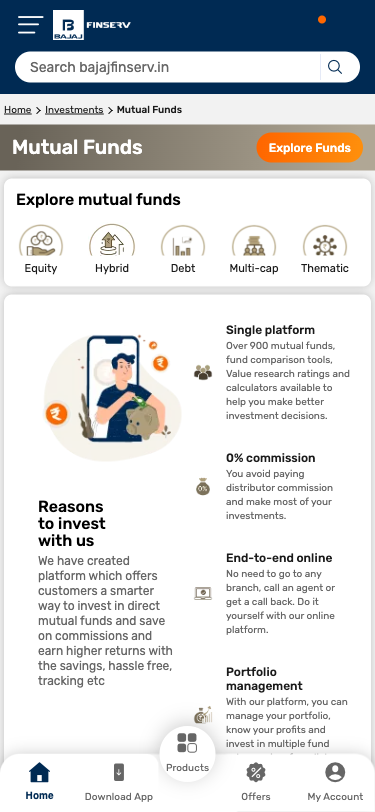 B
BAJAJ
FINSERV
Search bajajfinserv.in
Home > Investments > Mutual Funds
Mutual Funds
Explore Funds
Explore mutual funds
Equity
Hybrid
Debt
Multi-cap
Thematic
Reasons
to invest
with us
We have created
platform which offers
customers a smarter
way to invest in direct
mutual funds and save
on commissions and
earn higher returns with
the savings, hassle free,
tracking etc
Single platform
Over 900 mutual funds,
fund comparison tools,
Value research ratings and
calculators available to
help you make better
investment decisions.
0%
0% commission
You avoid paying
distributor commission
and make most of your
investments.
End-to-end online
No need to go to any
branch, call an agent or
get a call back. Do it
yourself with our online
platform.
Portfolio
management
With our platform, you can
manage your portfolio,
know your profits and
invest in multiple fund
Home
Download App
Products
Offers
My Account